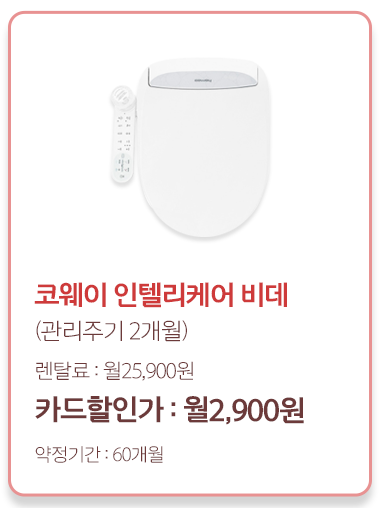 코웨이 인텔리케어 비데
(관리주기 2개월)
렌탈료 : 월25,900원
카드할인가 : 월2,900원
약정기간 : 60개월